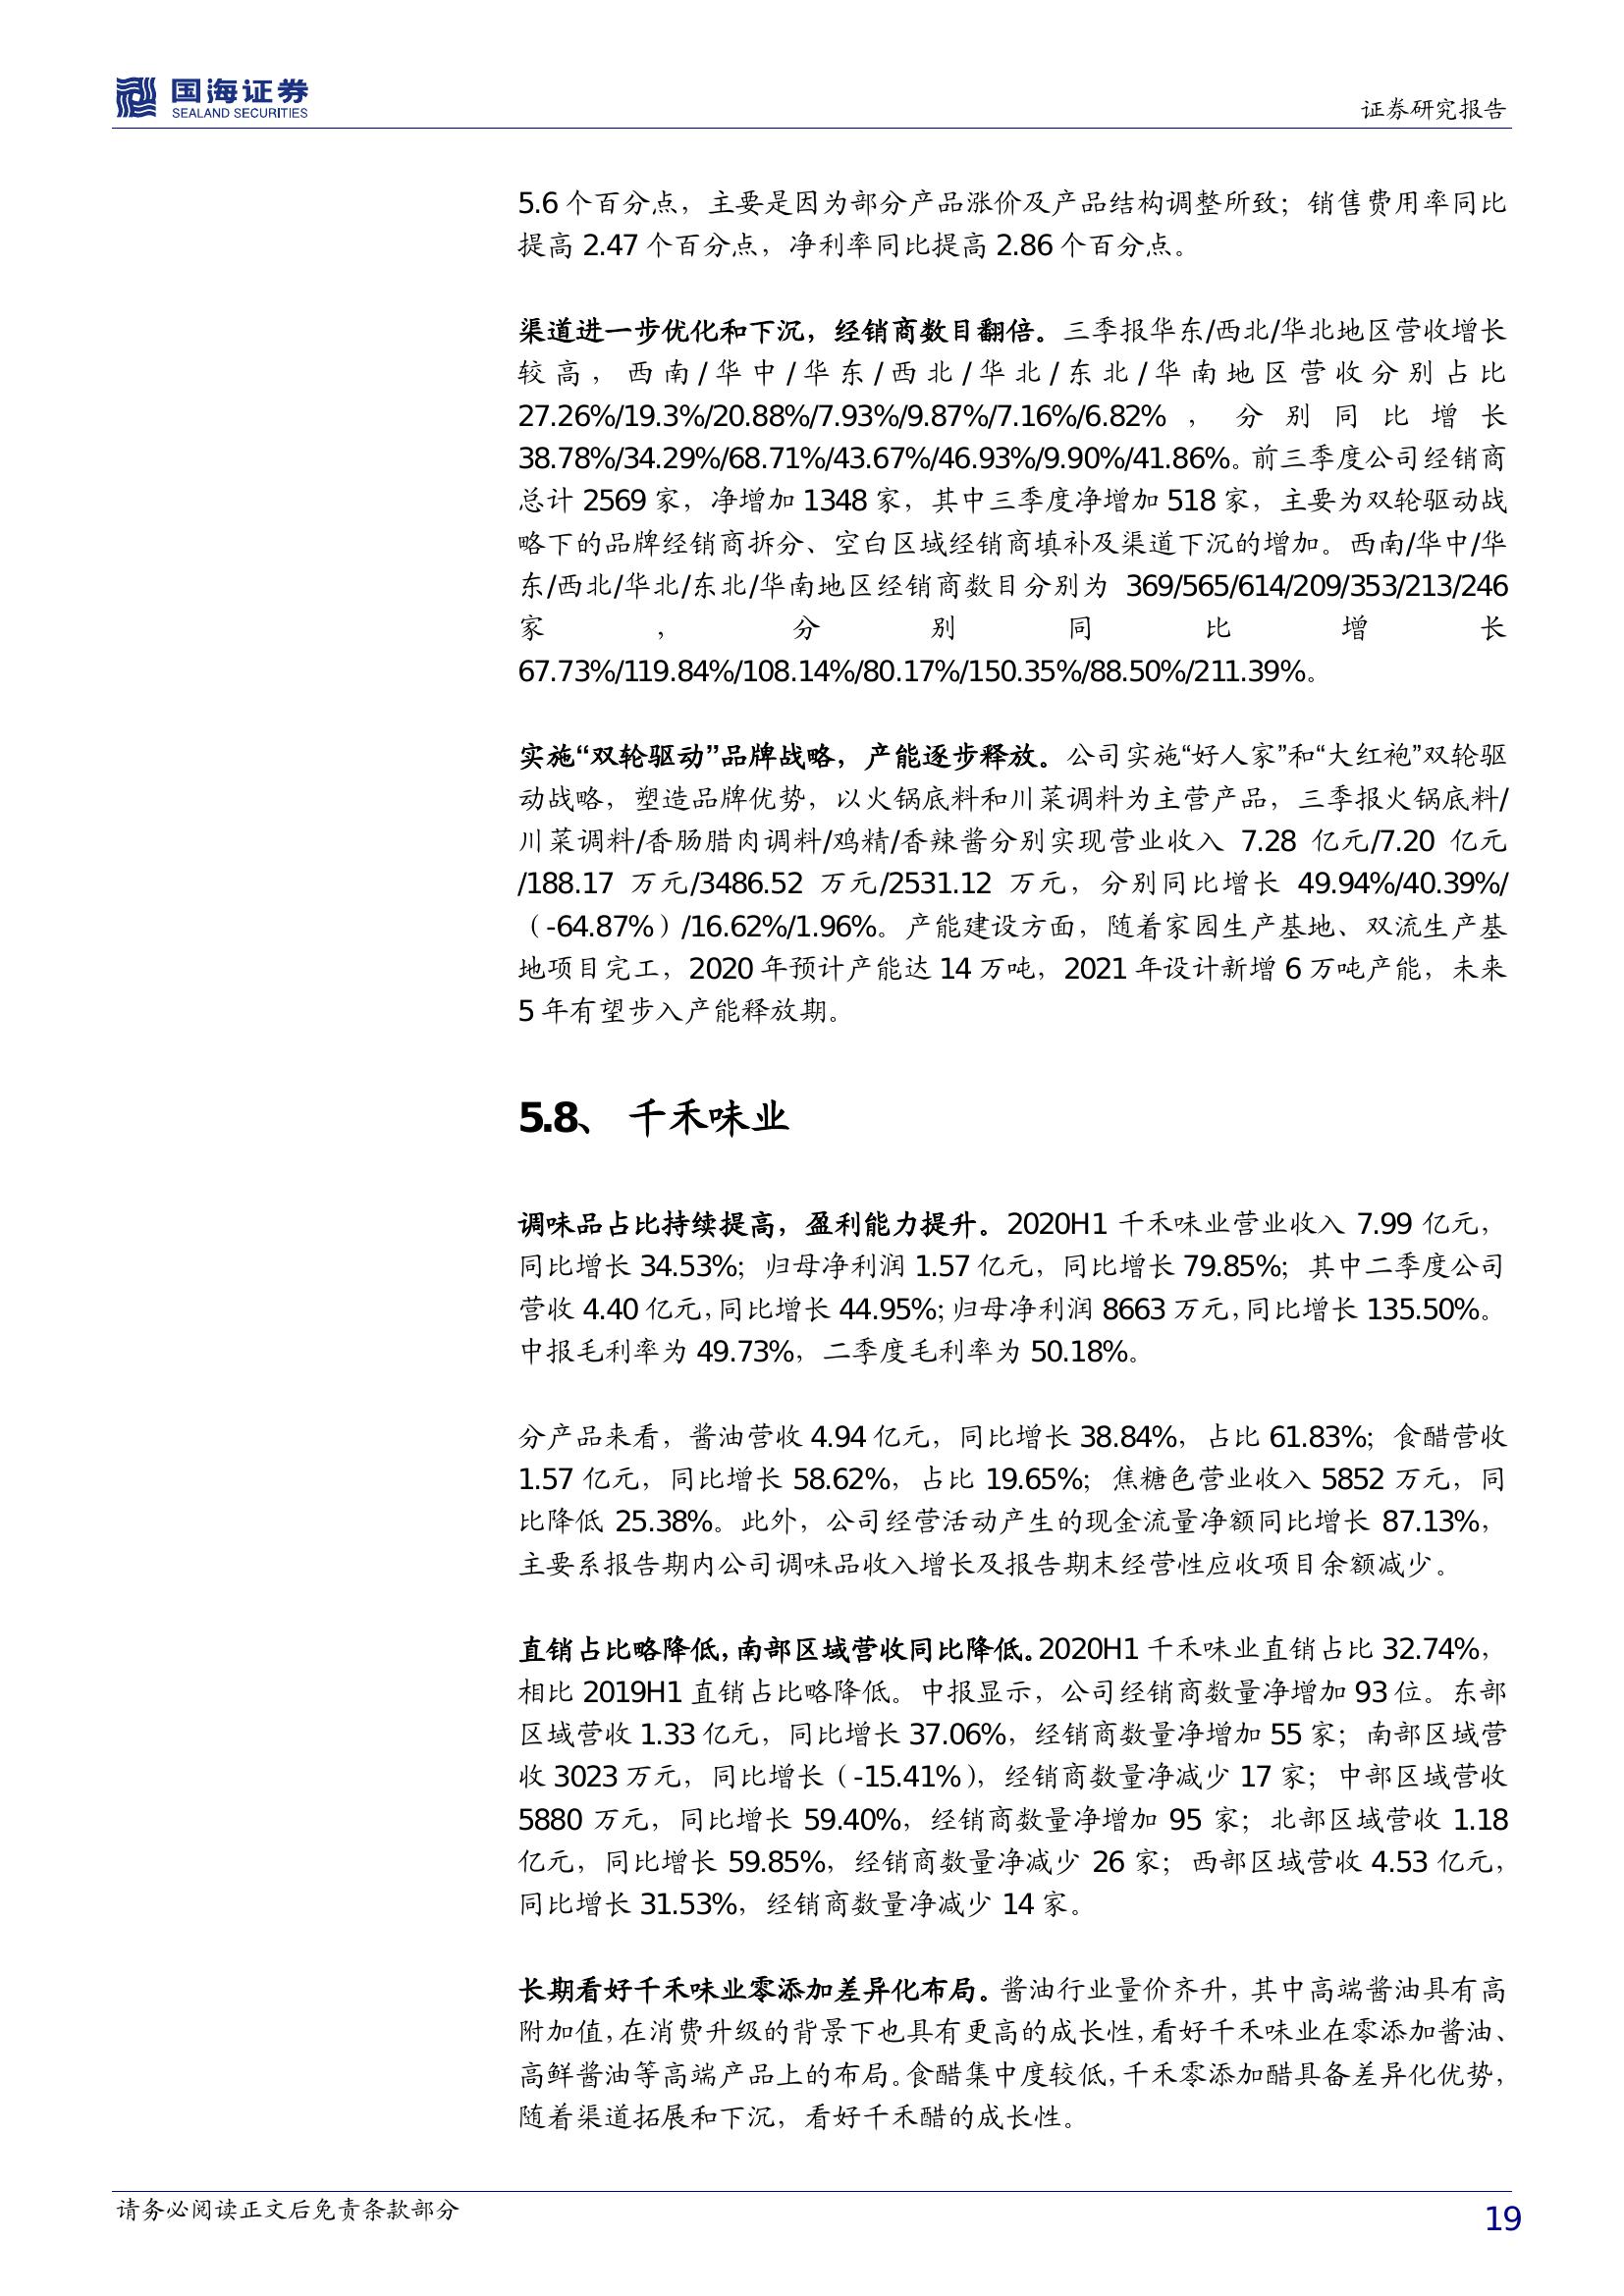 国海证券
SEALAND SECURITIES
证券研究报告
5.6 个百分点，主要是因为部分产品涨价及产品结构调整所致；销售费用率同比
提高 2.47 个百分点，净利率同比提高 2.86 个百分点。
渠道进一步优化和下沉，经销商数目翻倍。三季报华东/西北/华北地区营收增长
较高，西南/华中/华东/西北/华北/东北/华南地区营收分别占比
27.26%/19.3%/20.88%/7.93%/9.87%/7.16%/6.82%，分别同比增长
38.78%/34.29%/68.71%/43.67%/46.93%/9.90%/41.86%。前三季度公司经销商
总计 2569 家，净增加 1348 家，其中三季度净增加 518 家，主要为双轮驱动战
略下的品牌经销商拆分、空白区域经销商填补及渠道下沉的增加。西南/华中/华
东/西北/华北/东北/华南地区经销商数目分别为 369/565/614/209/353/213/246
家，分别同比增长
67.73%/119.84%/108.14%/80.17%/150.35%/88.50%/211.39%。
实施“双轮驱动”品牌战略，产能逐步释放。公司实施“好人家”和“大红袍”双轮驱
动战略，塑造品牌优势，以火锅底料和川菜调料为主营产品，三季报火锅底料/
川菜调料/香肠腊肉调料/鸡精/香辣酱分别实现营业收入 7.28 亿元/7.20 亿元
/188.17 万元/3486.52 万元/2531.12 万元，分别同比增长 49.94%/40.39%/
（-64.87%）/16.62%/1.96%。产能建设方面，随着家园生产基地、双流生产基
地项目完工，2020 年预计产能达 14 万吨，2021 年设计新增 6 万吨产能，未来
5 年有望步入产能释放期。
5.8、 千禾味业
调味品占比持续提高，盈利能力提升。2020H1 千禾味业营业收入 7.99 亿元，
同比增长 34.53%；归母净利润 1.57 亿元，同比增长 79.85%；其中二季度公司
营收 4.40 亿元，同比增长 44.95%；归母净利润 8663 万元，同比增长 135.50%。
中报毛利率为 49.73%，二季度毛利率为 50.18%。
分产品来看，酱油营收 4.94 亿元，同比增长 38.84%，占比 61.83%；食醋营收
1.57 亿元，同比增长 58.62%，占比 19.65%；焦糖色营业收入 5852 万元，同
比降低 25.38%。此外，公司经营活动产生的现金流量净额同比增长 87.13%，
主要系报告期内公司调味品收入增长及报告期末经营性应收项目余额减少。
直销占比略降低，南部区域营收同比降低。2020H1 千禾味业直销占比 32.74%，
相比 2019H1 直销占比略降低。中报显示，公司经销商数量净增加 93 位。东部
区域营收 1.33 亿元，同比增长 37.06%，经销商数量净增加 55 家；南部区域营
收 3023 万元，同比增长（-15.41%），经销商数量净减少 17 家；中部区域营收
5880 万元，同比增长 59.40%，经销商数量净增加 95 家；北部区域营收 1.18
亿元，同比增长 59.85%，经销商数量净减少 26 家；西部区域营收 4.53 亿元，
同比增长 31.53%，经销商数量净减少 14 家。
长期看好千禾味业零添加差异化布局。酱油行业量价齐升，其中高端酱油具有高
附加值，在消费升级的背景下也具有更高的成长性，看好千禾味业在零添加酱油、
高鲜酱油等高端产品上的布局。食醋集中度较低，千禾零添加醋具备差异化优势，
随着渠道拓展和下沉，看好千禾醋的成长性。
请务必阅读正文后免责条款部分
19